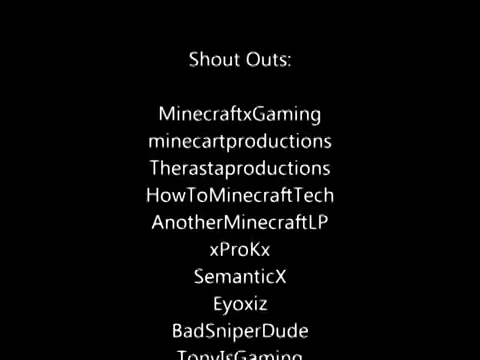 Shout Outs:
MinecraftxGaming
minecartproductions
Therastaproductions
HowToMinecraftTech
AnotherMinecraftLP
xProKx
SemanticX
Eyoxiz
BadSniperDude
TonyIsGaming